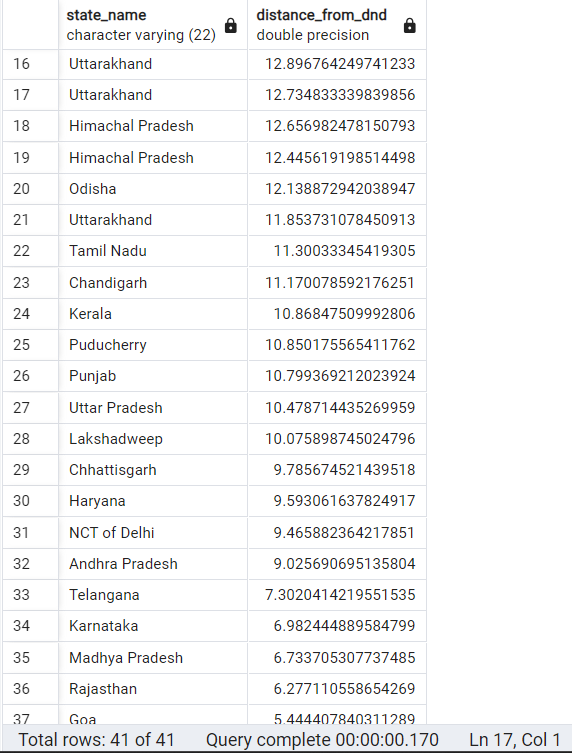 state_name distance_from_dnd
character varying (22) double precision
16 Uttarakhand 12.896764249741233
17 Uttarakhand 12.734833339839856
18 Himachal Pradesh 12.656982478150793
19 Himachal Pradesh 12.445619198514498
20 Odisha 12.138872942038947
21 Uttarakhand 11.853731078450913
22 Tamil Nadu 11.30033345419305
23 Chandigarh 11.170078592176251
24 Kerala 10.86847509992806
25 Puducherry 10.850175565411762
26 Punjab 10.799369212023924
27 Uttar Pradesh 10.478714435269959
28 Lakshadweep 10.075898745024796
29 Chhattisgarh 9.785674521439518
30 Haryana 9.593061637824917
31 NCT of Delhi 9.465882364217851
32 Andhra Pradesh 9.025690695135804
33 Telangana 7.3020414219551535
34 Karnataka 6.982444889584799
35 Madhya Pradesh 6.733705307737485
36 Rajasthan 6.277110558654269
37 Goa 5.444407840311289
Total rows: 41 of 41 Query complete 00:00:00.170 Ln 17, Col 1